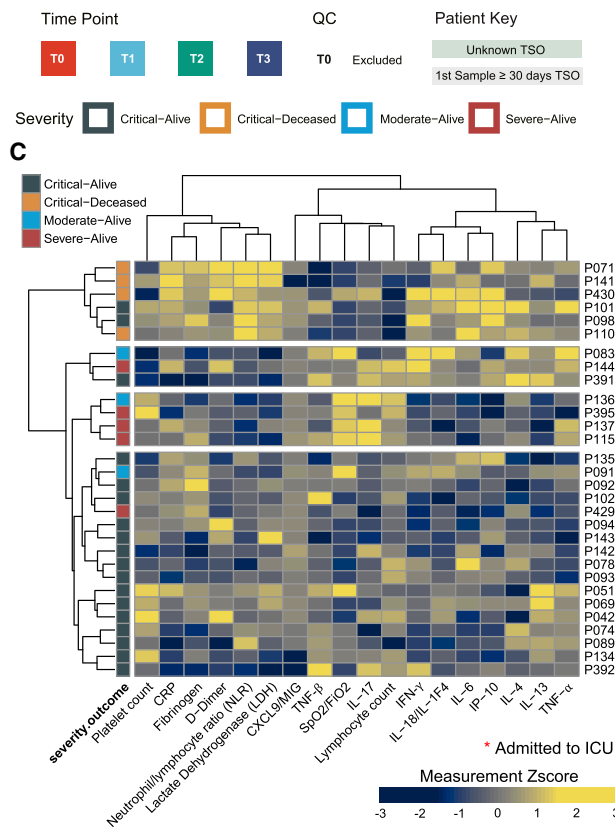 Time Point
QC
Patient Key
T0
T1
T2
T3
T0 Excluded
Unknown TSO
1st Sample ≥ 30 days TSO
Severity
Critical−Alive
Critical−Deceased
Moderate−Alive
Severe−Alive
C
Critical−Alive
Critical−Deceased
Moderate−Alive
Severe−Alive
P071
P141
P430
P101
P098
P110
P083
P144
P391
P136
P395
P137
P115
P135
P091
P092
P102
P429
P094
P143
P142
P078
P093
P051
P069
P042
P074
P089
P134
P392
severity.outcome
Platelet count
CRP
Fibrinogen
D−Dimer
Neutrophil/lymphocyte ratio (NLR)
Lactate Dehydrogenase (LDH)
CXCL9/MIG
TNF−β
SpO2/FiO2
IL−17
Lymphocyte count
IFN−γ
IL−18/IL−1F4
IL−6
IP−10
IL−4
IL−13
TNF−α
* Admitted to ICU
Measurement Zscore
-3 -2 -1 0 1 2 3